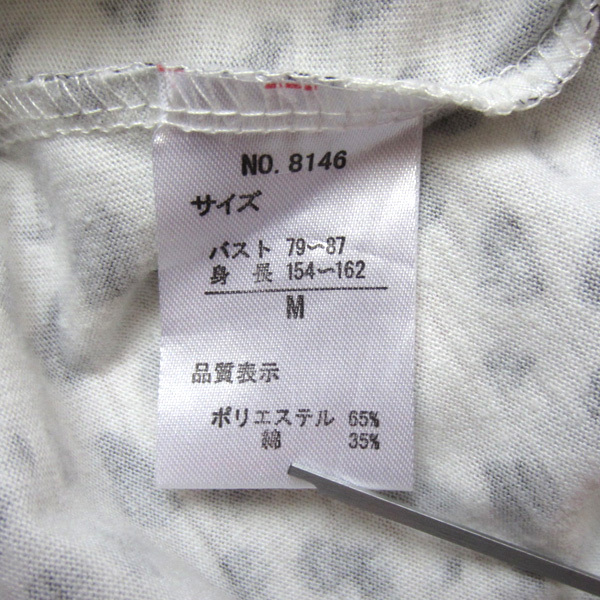 NO. 8146
サイズ
バスト 79~87
身 長 154~162
M
品質表示
ポリエステル 65%
綿 35%